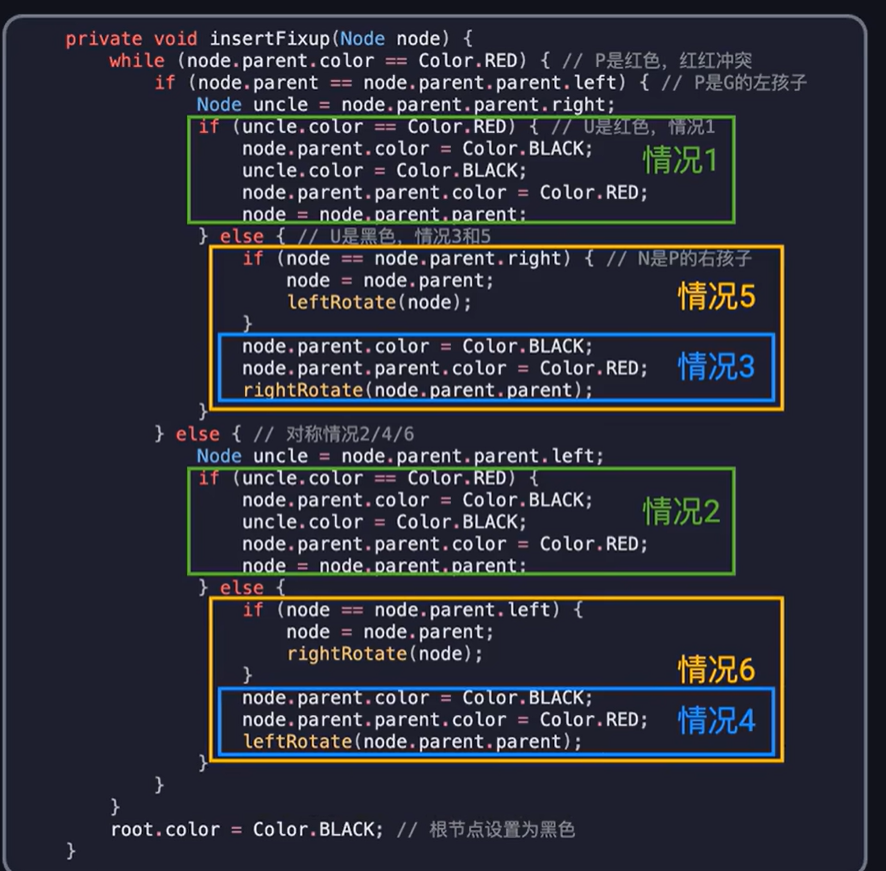 private void insertFixup(Node node) {
while (node.parent.color == Color.RED) { // P是红色，红红冲突
if (node.parent == node.parent.parent.left) { // P是G的左孩子
Node uncle = node.parent.parent.right;
if (uncle.color == Color.RED) { // U是红色，情况1
node.parent.color = Color.BLACK;
情况1
uncle.color = Color.BLACK;
node.parent.parent.color = Color.RED;
node = node.parent.parent;
} else { // U是黑色，情况3和5
if (node == node.parent.right) { // N是P的右孩子
node = node.parent;
情况5
leftRotate(node);
}
node.parent.color = Color.BLACK;
node.parent.parent.color = Color.RED;
情况3
rightRotate(node.parent.parent);
}
} else { // 对称情况2/4/6
Node uncle = node.parent.parent.left;
if (uncle.color == Color.RED) {
node.parent.color = Color.BLACK;
情况2
uncle.color = Color.BLACK;
node.parent.parent.color = Color.RED;
node = node.parent.parent;
} else {
if (node == node.parent.left) {
node = node.parent;
rightRotate(node);
情况6
}
node.parent.color = Color.BLACK;
node.parent.parent.color = Color.RED;
情况4
leftRotate(node.parent.parent);
}
}
}
root.color = Color.BLACK; // 根节点设置为黑色
}